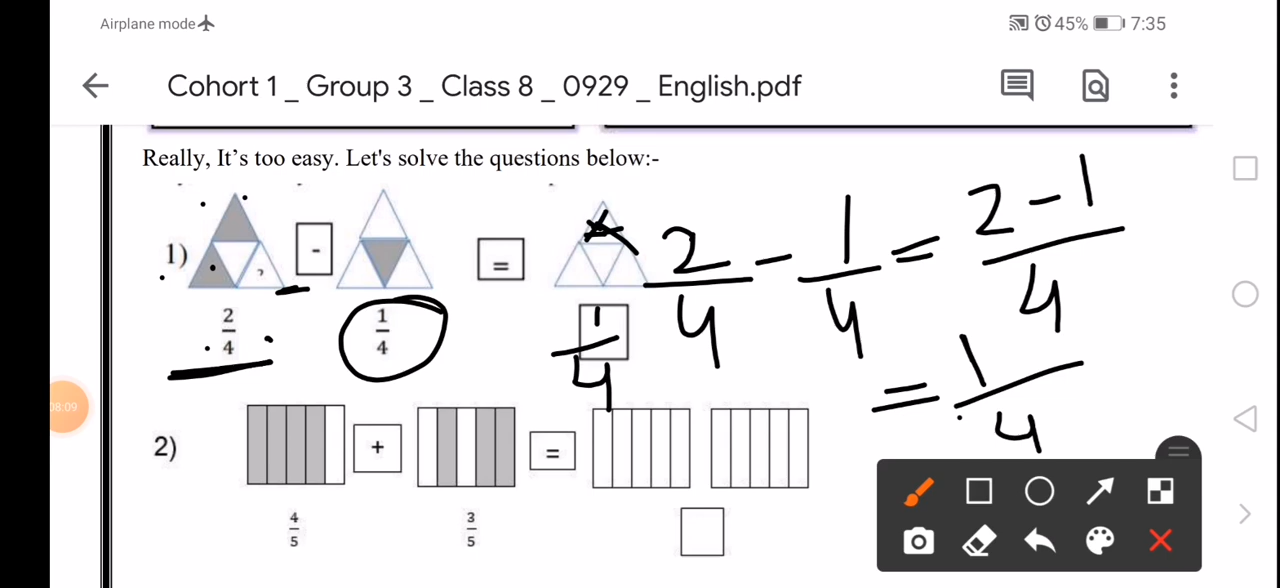 Airplane mode 45% 7:35
Cohort 1 _ Group 3 _ Class 8 _ 0929 _ English.pdf
Really, It's too easy. Let's solve the questions below:-
1) - =
2/4 1/4 1/4
2/4 - 1/4 = 2-1/4
= 1/4
08:09
2) + =
4/5 3/5